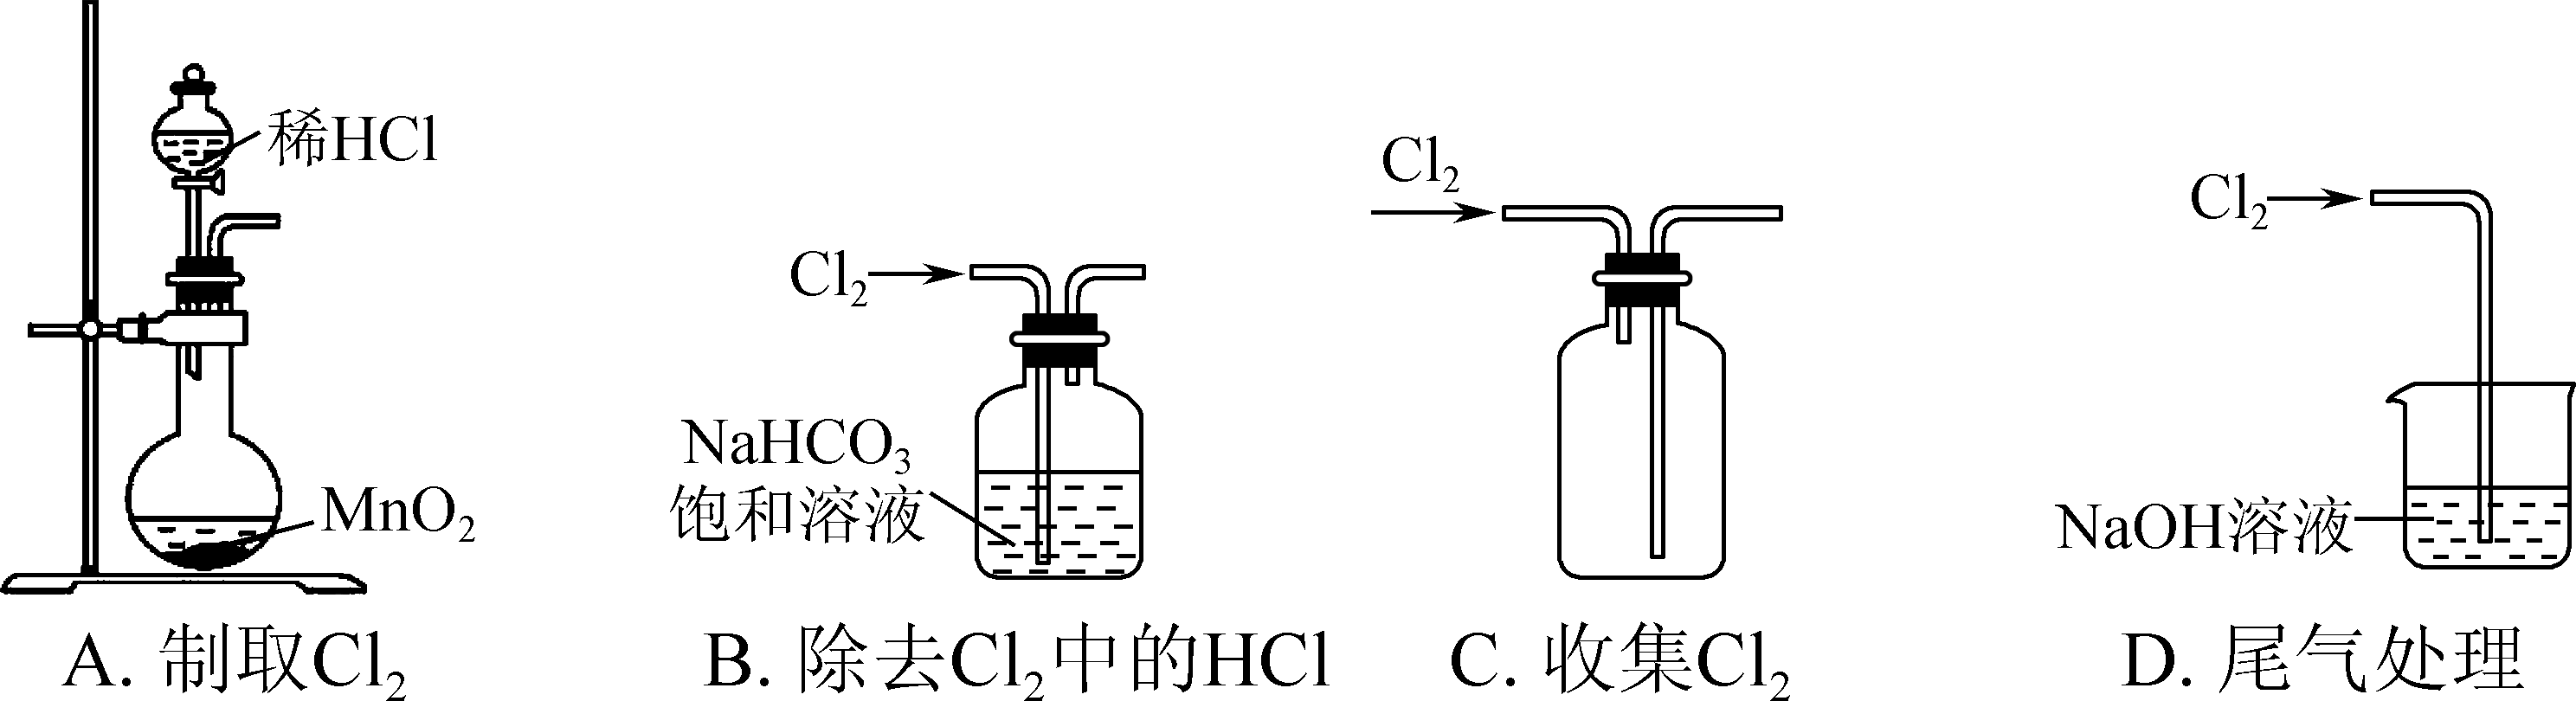 稀HCl
MnO₂
A. 制取Cl₂
Cl₂
NaHCO₃
饱和溶液
B. 除去Cl₂中的HCl
Cl₂
C. 收集Cl₂
Cl₂
NaOH溶液
D. 尾气处理